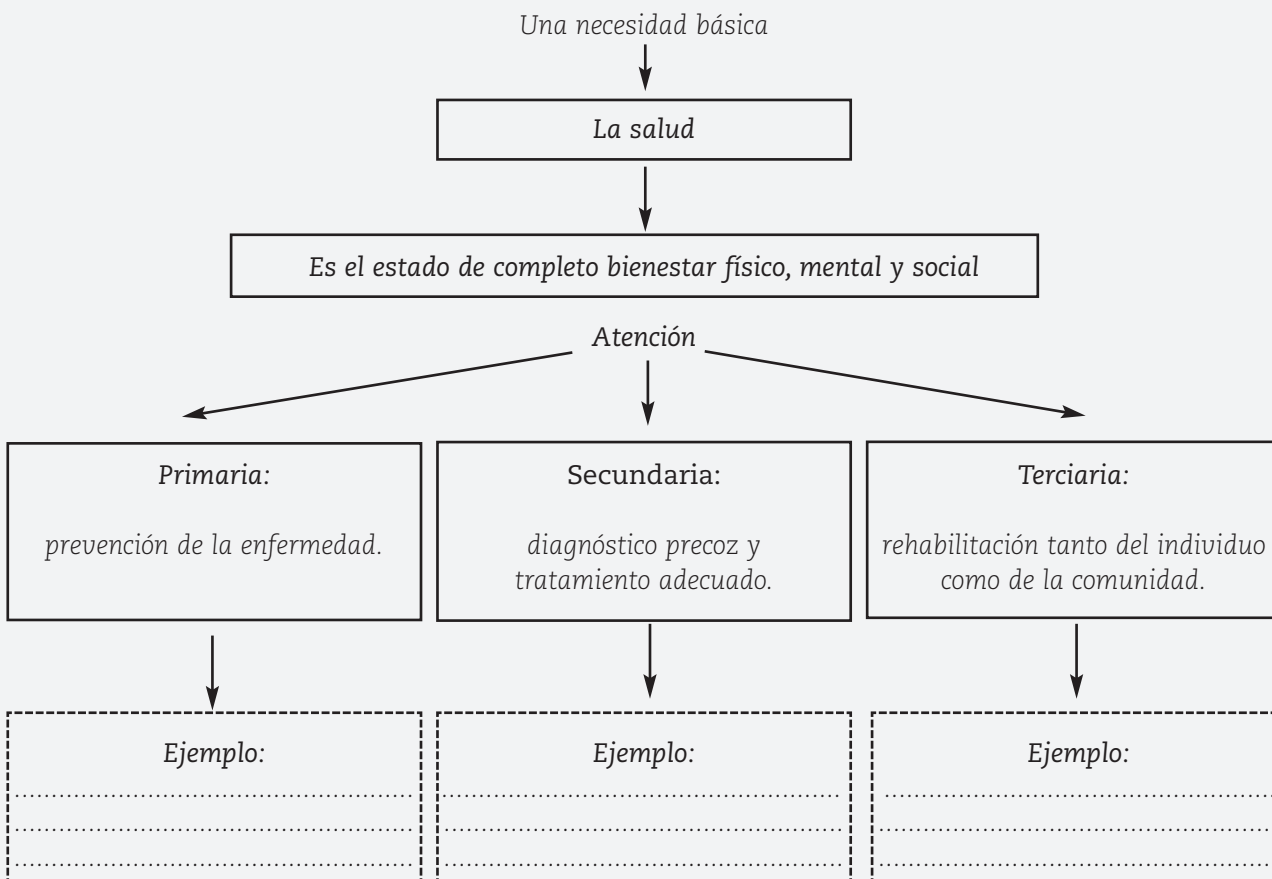 Una necesidad básica
La salud
Es el estado de completo bienestar físico, mental y social
Atención
Primaria:
prevención de la enfermedad.
Secundaria:
diagnóstico precoz y
tratamiento adecuado.
Terciaria:
rehabilitación tanto del individuo
como de la comunidad.
Ejemplo:
Ejemplo:
Ejemplo: